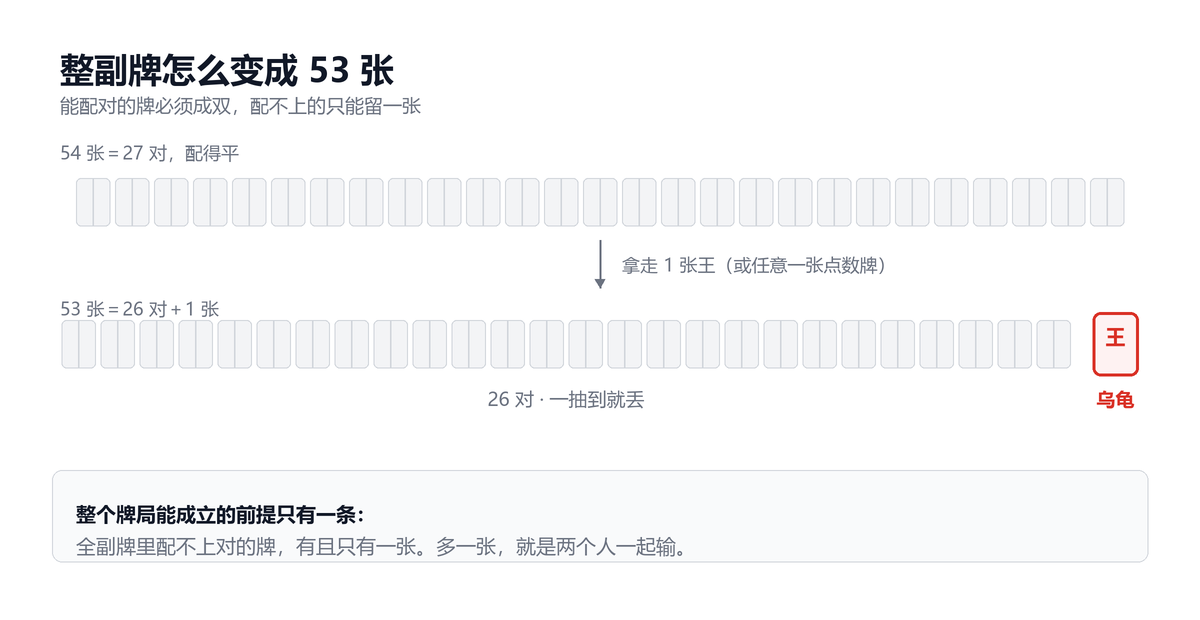 整副牌怎么变成 53 张
能配对的牌必须成双，配不上的只能留一张
54 张 = 27 对，配得平
拿走 1 张王（或任意一张点数牌）
53 张 = 26 对 + 1 张
王
26 对 · 一抽到就丢
乌龟
整个牌局能成立的前提只有一条：
全副牌里配不上对的牌，有且只有一张。多一张，就是两个人一起输。